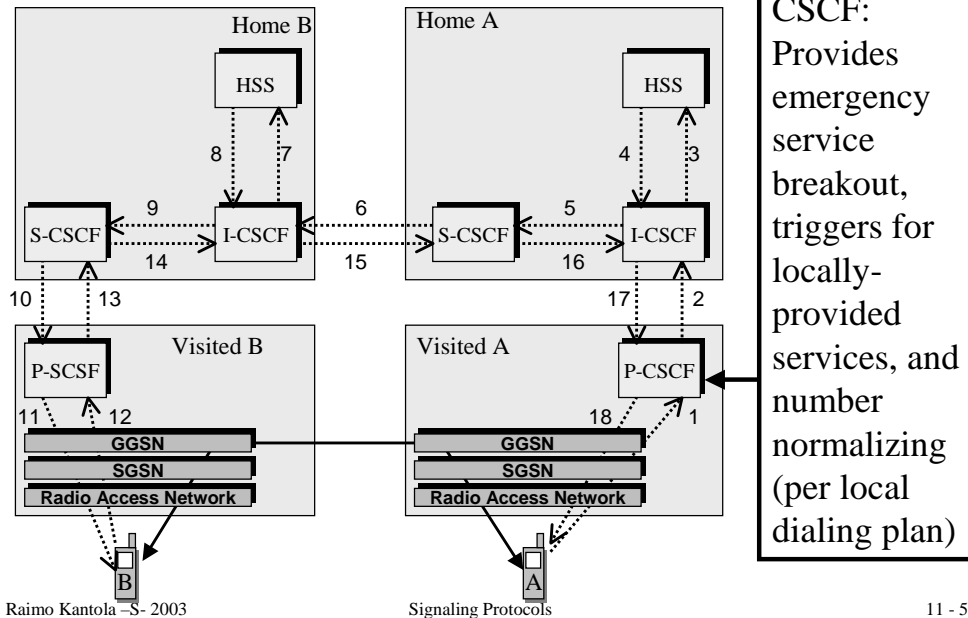 Home B
HSS
8
7
9
6
S-CSCF
I-CSCF
14
15
10
13
Home A
HSS
4
3
5
S-CSCF
I-CSCF
16
17
2
Visited B
P-SCSF
11
12
GGSN
SGSN
Radio Access Network
B
Visited A
P-CSCF
18
1
GGSN
SGSN
Radio Access Network
A
CSCF:
Provides
emergency
service
breakout,
triggers for
locally-
provided
services, and
number
normalizing
(per local
dialing plan)
Raimo Kantola –S- 2003
Signaling Protocols
11 - 5